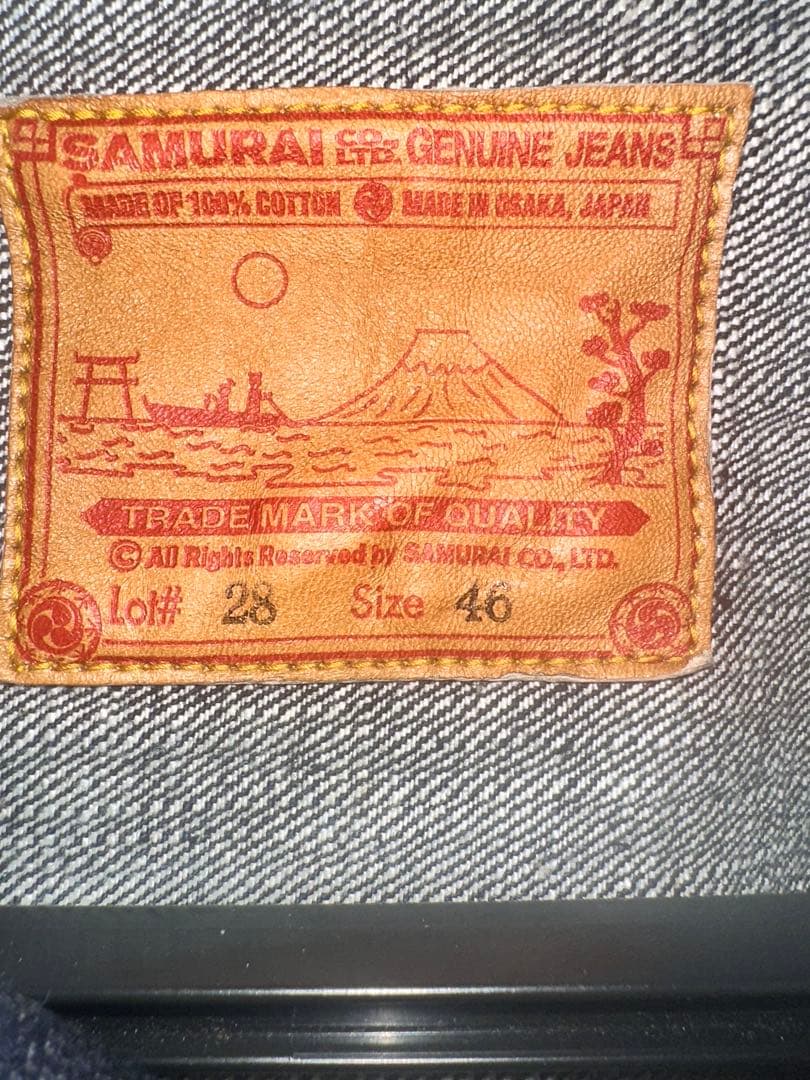 SAMURAI CO. LTD. GENUINE JEANS
MADE OF 100% COTTON MADE IN OSAKA, JAPAN
TRADE MARK OF QUALITY
© All Rights Reserved by SAMURAI CO., LTD.
Lot# 28 Size 46